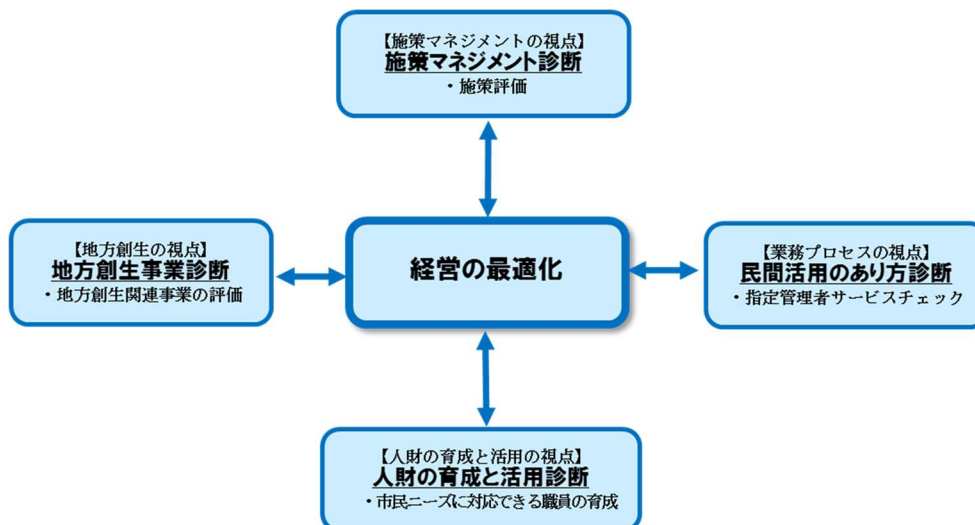 【施策マネジメントの視点】
施策マネジメント診断
・施策評価
【地方創生の視点】
地方創生事業診断
・地方創生関連事業の評価
経営の最適化
【業務プロセスの視点】
民間活用のあり方診断
・指定管理者サービスチェック
【人財の育成と活用の視点】
人財の育成と活用診断
・市民ニーズに対応できる職員の育成